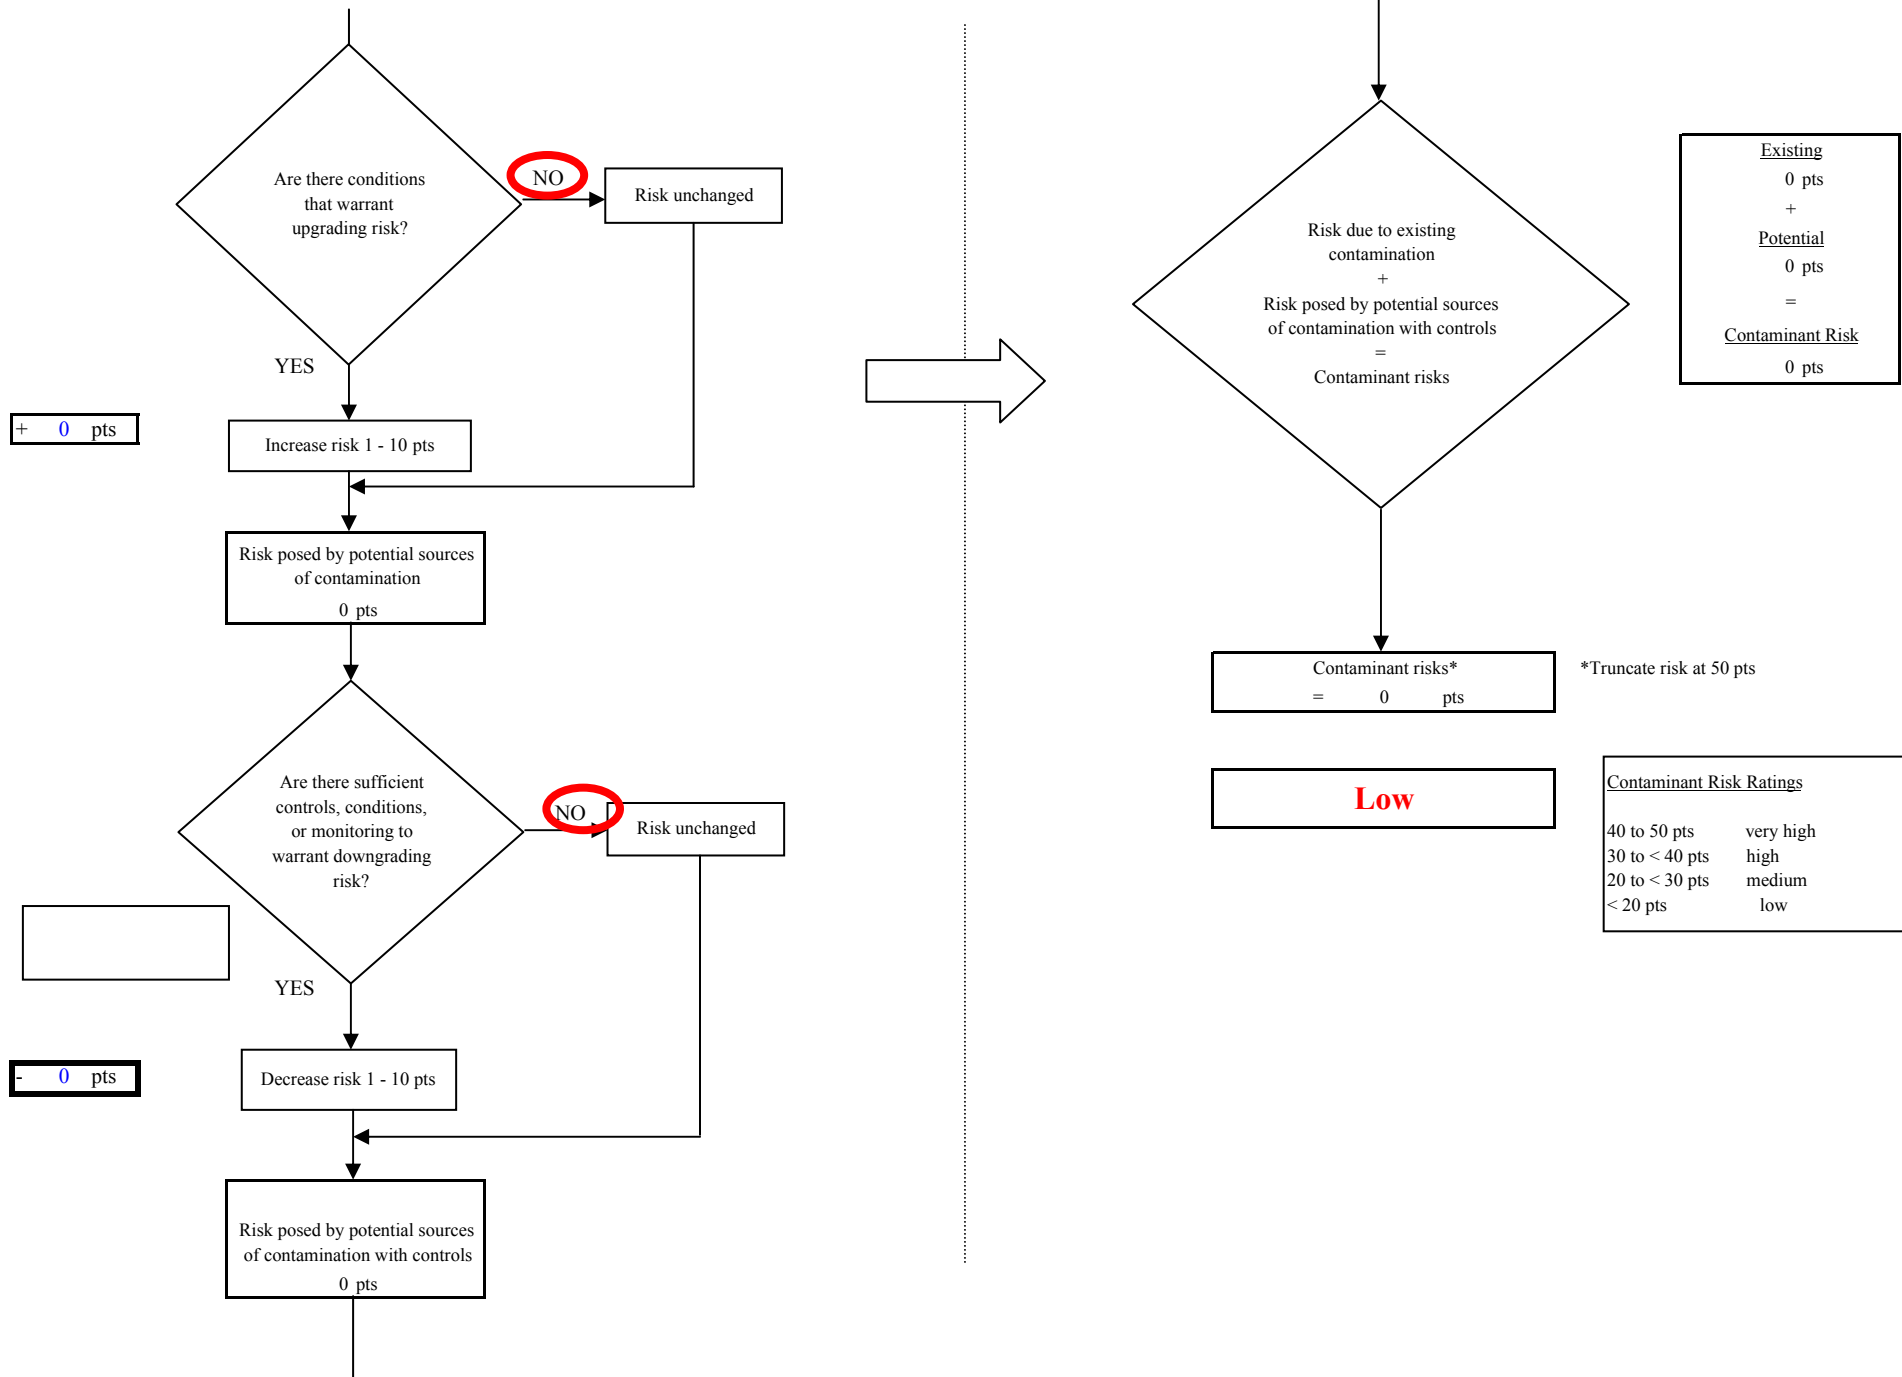 Are there conditions
that warrant
upgrading risk?
NO
Risk unchanged
YES
+ 0 pts
Increase risk 1 - 10 pts
Risk posed by potential sources
of contamination
0 pts
Are there sufficient
controls, conditions,
or monitoring to
warrant downgrading
risk?
NO
Risk unchanged
YES
- 0 pts
Decrease risk 1 - 10 pts
Risk posed by potential sources
of contamination with controls
0 pts
Risk due to existing
contamination
+
Risk posed by potential sources
of contamination with controls
=
Contaminant risks
Existing
0 pts
+
Potential
0 pts
=
Contaminant Risk
0 pts
Contaminant risks*
= 0 pts
*Truncate risk at 50 pts
Low
Contaminant Risk Ratings
40 to 50 pts very high
30 to < 40 pts high
20 to < 30 pts medium
< 20 pts low